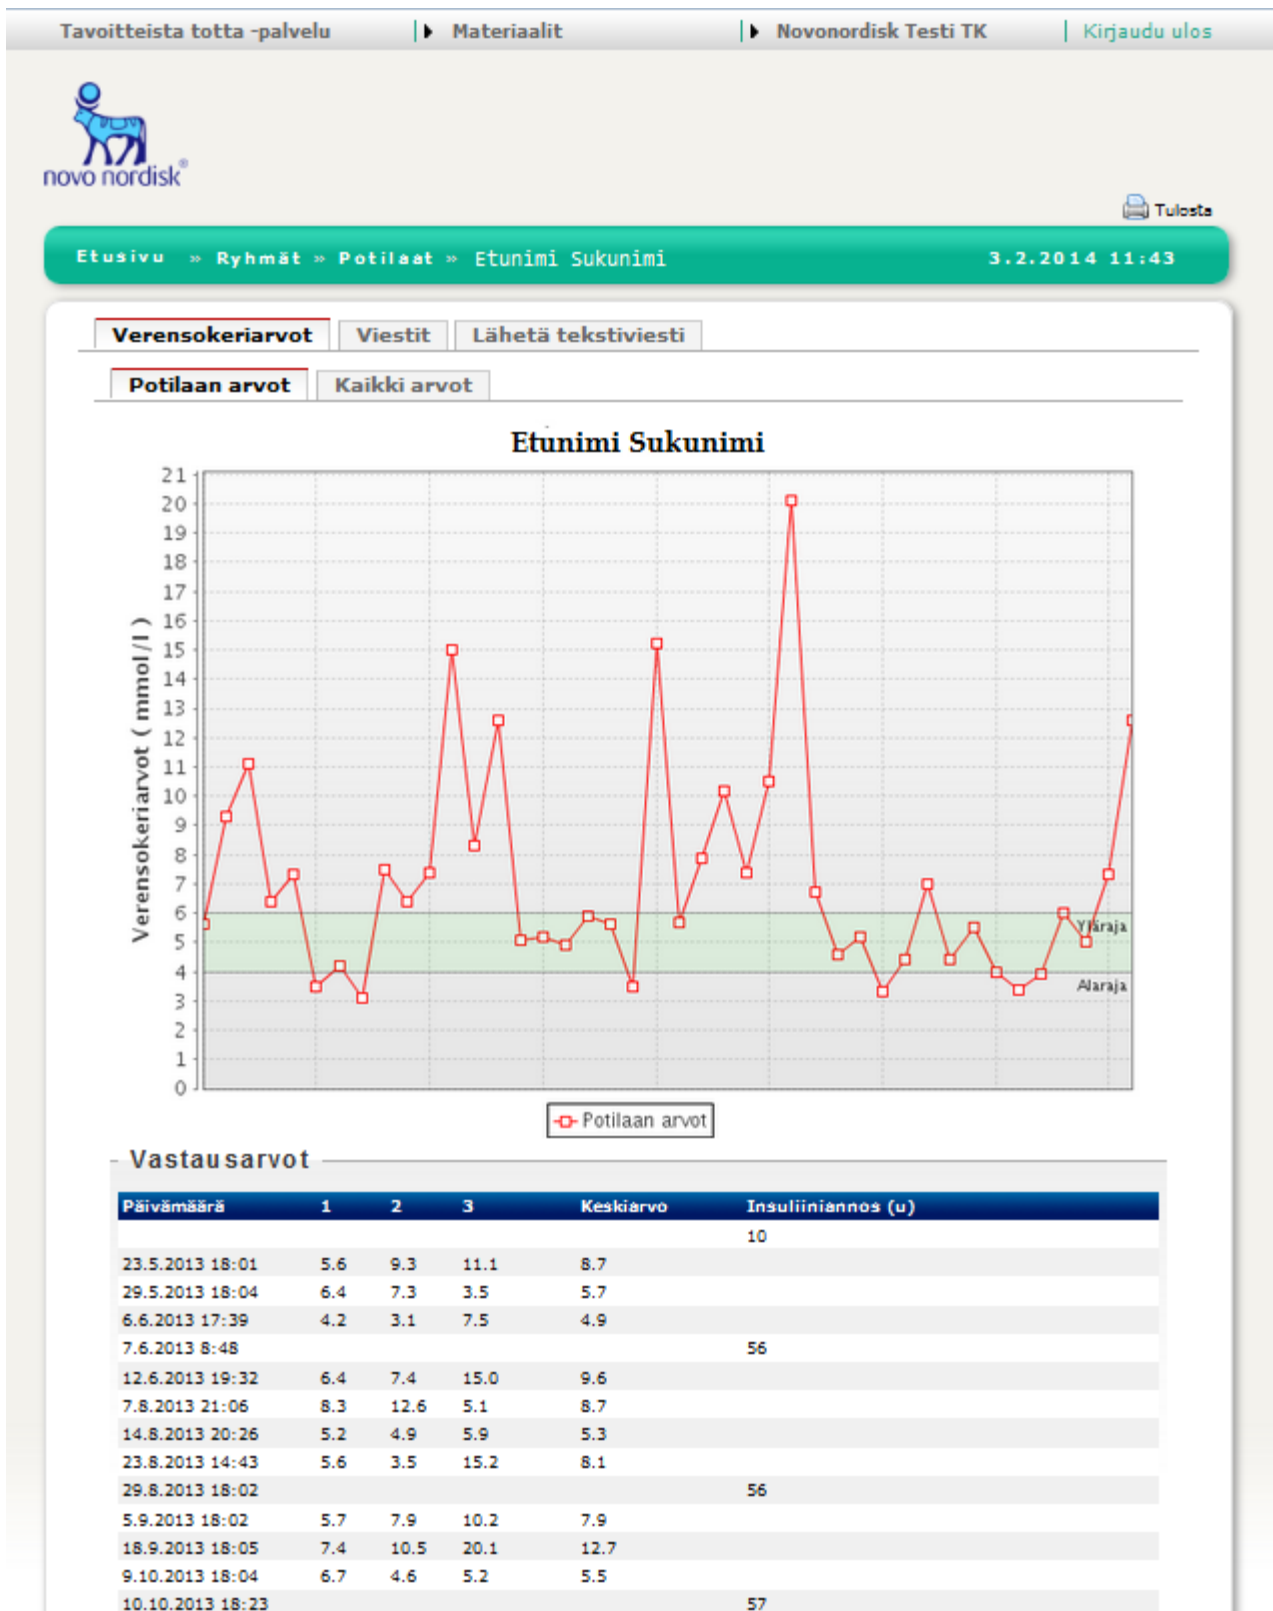 Tavoitteista totta -palvelu Materiaalit Novonordisk Testi TK Kirjaudu ulos
novo nordisk®
Tulosta
Etusivu » Ryhmät » Potilaat » Etunimi Sukunimi 3.2.2014 11:43
Verensokeriarvot Viestit Lähetä tekstiviesti
Potilaan arvot Kaikki arvot
Etunimi Sukunimi
Verensokeriarvot ( mmol/l )
21
20
19
18
17
16
15
14
13
12
11
10
9
8
7
6
5
4
3
2
1
0
Yläraja
Alaraja
Potilaan arvot
Vastausarvot
Päivämäärä 1 2 3 Keskiarvo Insuliiniannos (u)
10
23.5.2013 18:01 5.6 9.3 11.1 8.7
29.5.2013 18:04 6.4 7.3 3.5 5.7
6.6.2013 17:39 4.2 3.1 7.5 4.9
7.6.2013 8:48 56
12.6.2013 19:32 6.4 7.4 15.0 9.6
7.8.2013 21:06 8.3 12.6 5.1 8.7
14.8.2013 20:26 5.2 4.9 5.9 5.3
23.8.2013 14:43 5.6 3.5 15.2 8.1
29.8.2013 18:02 56
5.9.2013 18:02 5.7 7.9 10.2 7.9
18.9.2013 18:05 7.4 10.5 20.1 12.7
9.10.2013 18:04 6.7 4.6 5.2 5.5
10.10.2013 18:23 57